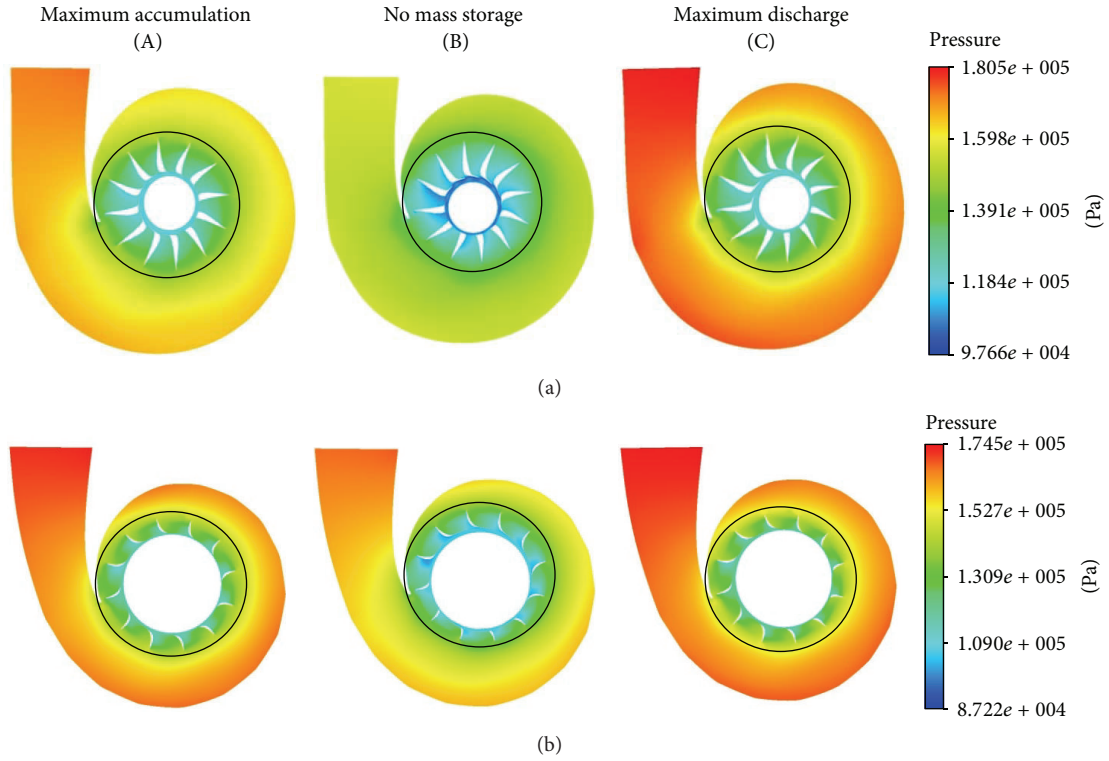 Maximum accumulation
(A)
No mass storage
(B)
Maximum discharge
(C)
Pressure
1.805e + 005
1.598e + 005
1.391e + 005
1.184e + 005
9.766e + 004
(Pa)
(a)
Pressure
1.745e + 005
1.527e + 005
1.309e + 005
1.090e + 005
8.722e + 004
(Pa)
(b)